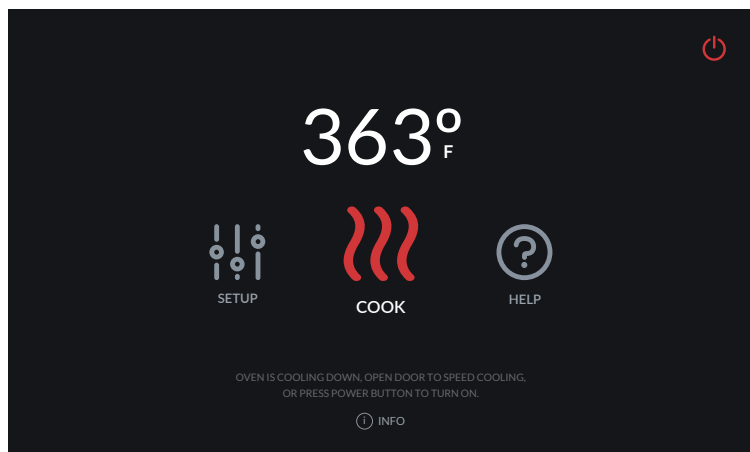 363°
F
SETUP
COOK
HELP
OVEN IS COOLING DOWN, OPEN DOOR TO SPEED COOLING,
OR PRESS POWER BUTTON TO TURN ON.
INFO